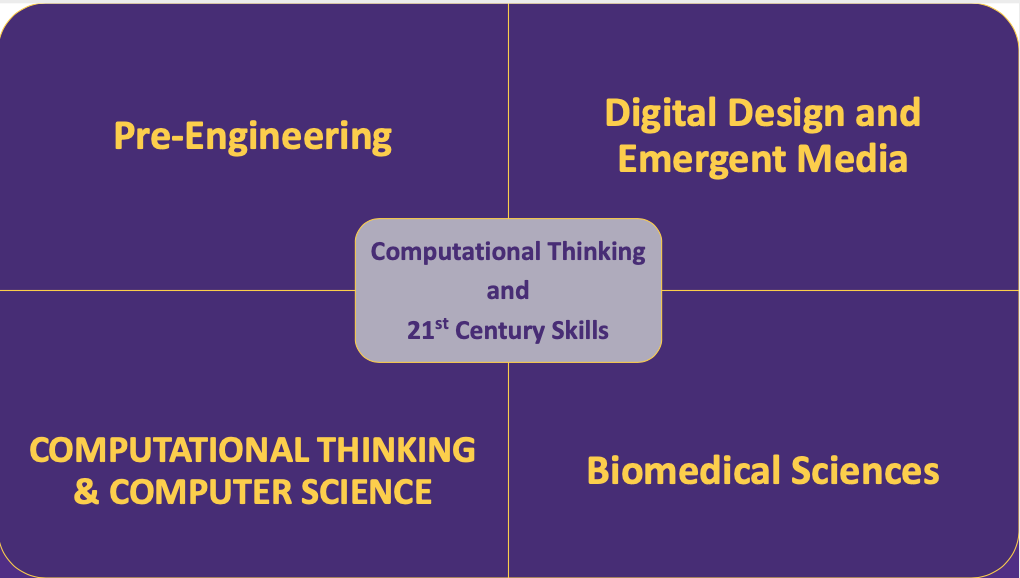 Pre-Engineering
Digital Design and
Emergent Media
Computational Thinking
and
21st Century Skills
COMPUTATIONAL THINKING
& COMPUTER SCIENCE
Biomedical Sciences